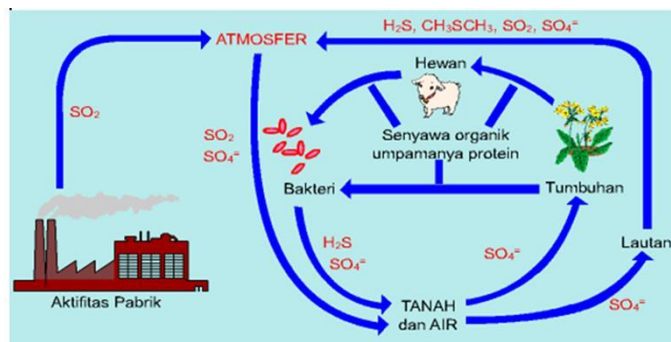 H₂S, CH₃SCH₃, SO₂, SO₄⁼
ATMOSFER
Hewan
SO₂
SO₂
SO₄⁼
Senyawa organik
umpamanya protein
Bakteri
Tumbuhan
H₂S
SO₄⁼
SO₄⁼
Lautan
Aktifitas Pabrik
TANAH
dan AIR
SO₄⁼